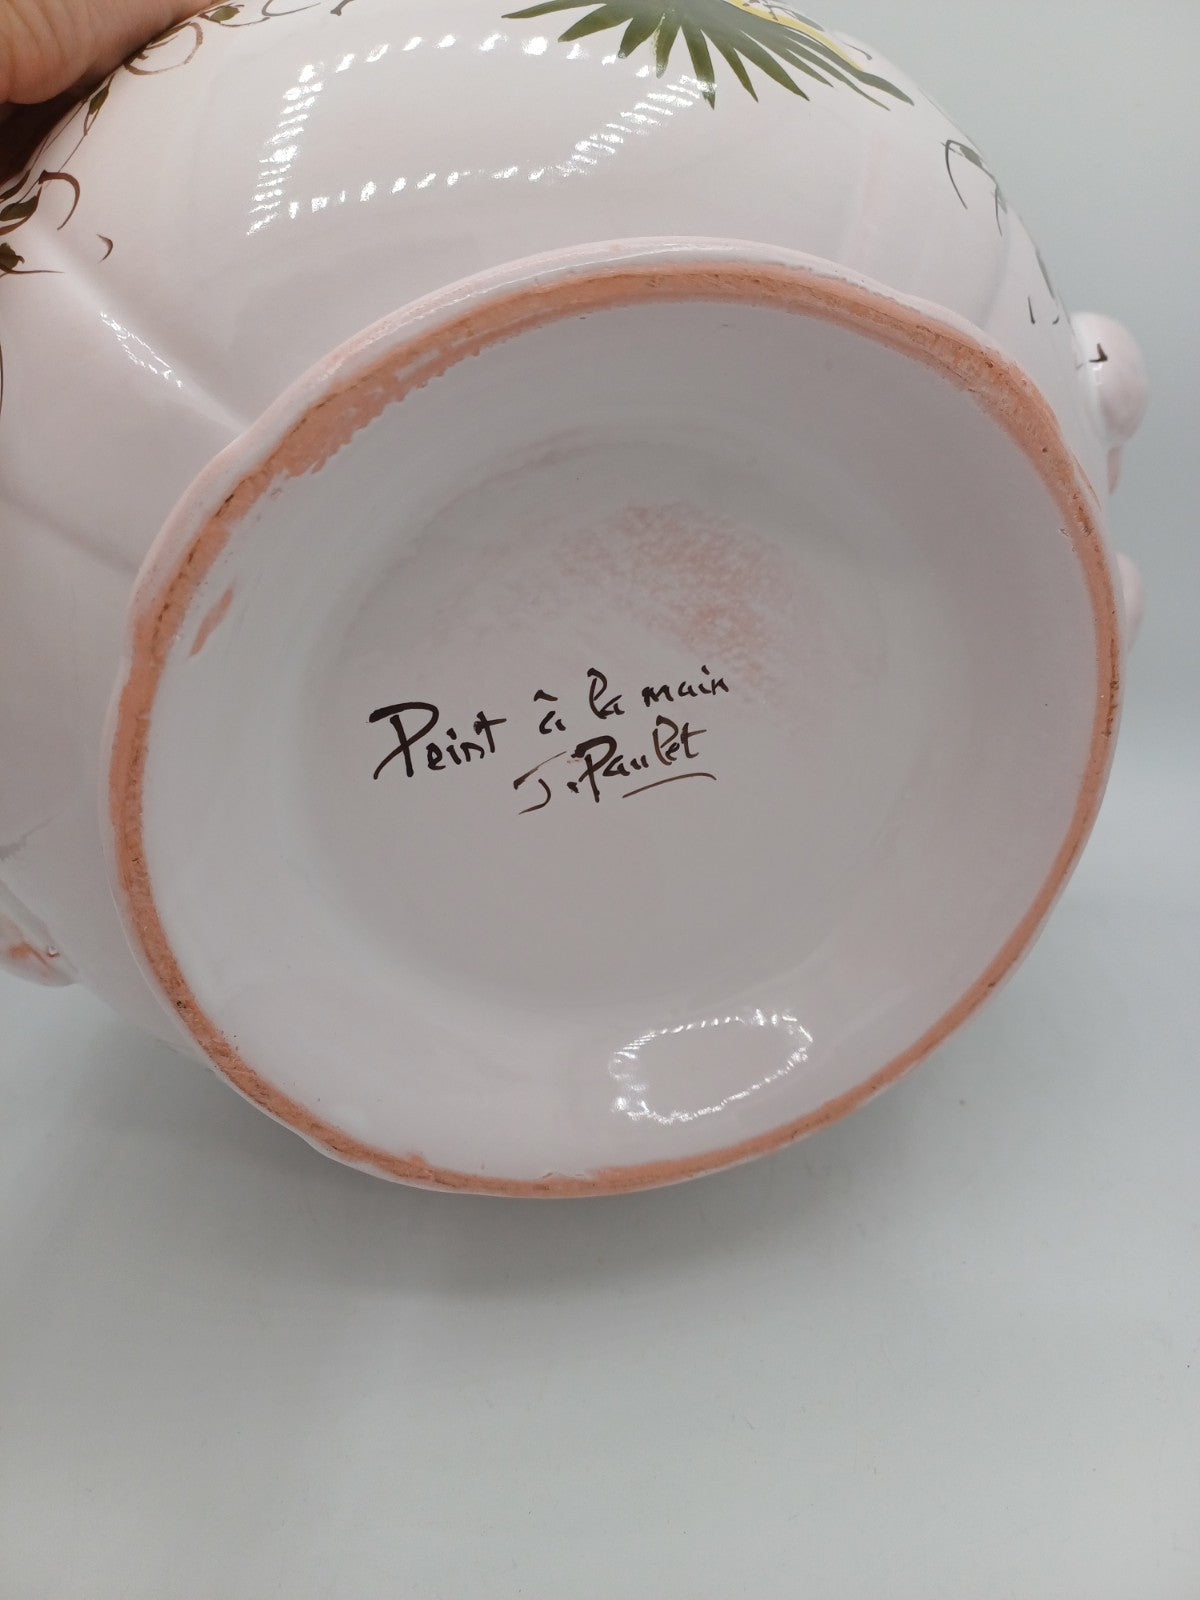 Peint â la main
J. Paulet